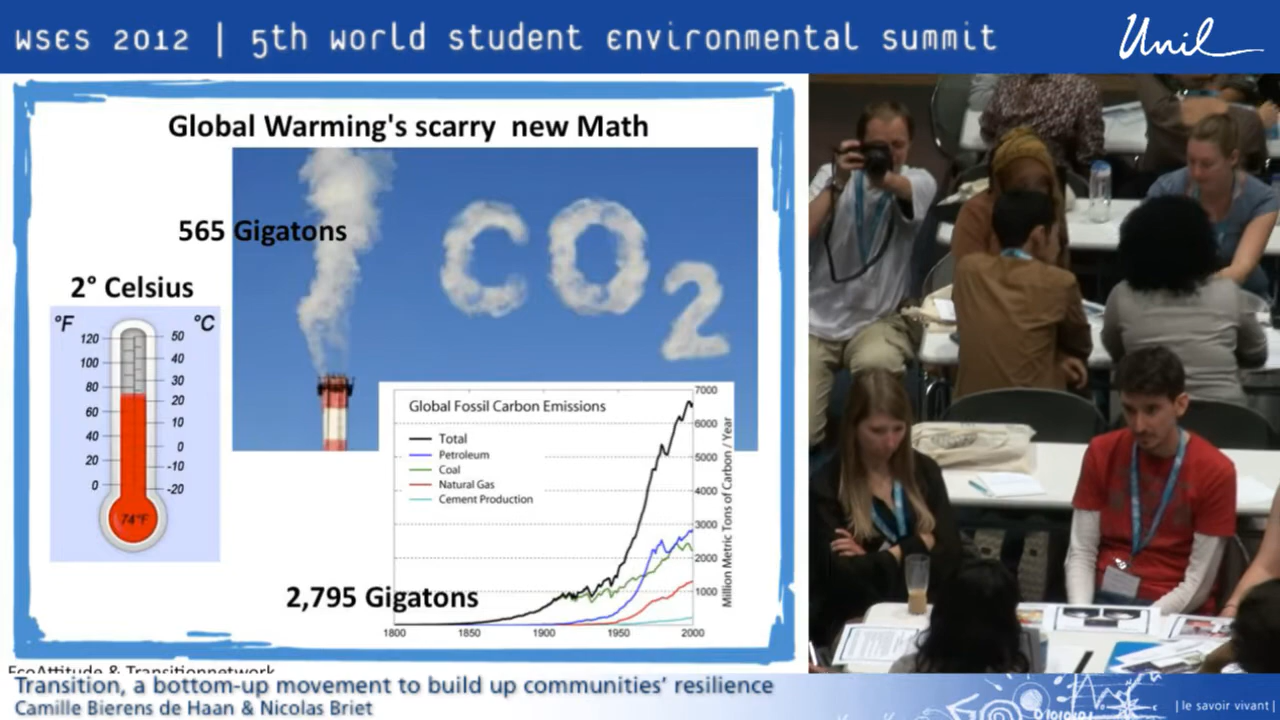 WSES 2012 | 5th world student environmental summit
Unil
Global Warming's scarry new Math
565 Gigatons
CO2
2° Celsius
°F °C
120 50
100 40
80 30
60 20
40 10
20 0
0 -10
-20
74°F
Global Fossil Carbon Emissions
Total
Petroleum
Coal
Natural Gas
Cement Production
7000
6000
5000
4000
3000
2000
1000
Million Metric Tons of Carbon / Year
1800 1850 1900 1950 2000
2,795 Gigatons
EcoAttitude & Transitionnetwork
Transition, a bottom-up movement to build up communities' resilience
Camille Bierens de Haan & Nicolas Briet
| le savoir vivant |